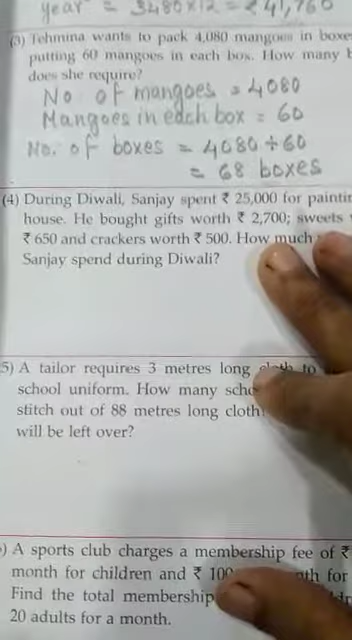 year = 3480×12 = ₹41,760
(3) Tehmina wants to pack 4,080 mangoes in boxes
putting 60 mangoes in each box. How many
does she require?
No. of mangoes = 4080
Mangoes in each box = 60
No. of boxes = 4080 ÷ 60
= 68 boxes
(4) During Diwali, Sanjay spent ₹ 25,000 for
house. He bought gifts worth ₹ 2,700; sweets
₹ 650 and crackers worth ₹ 500. How much
Sanjay spend during Diwali?
5) A tailor requires 3 metres long cloth to
school uniform. How many
stitch out of 88 metres long cloth
will be left over?
) A sports club charges a membership fee of ₹
month for children and ₹ for
Find the total membership
20 adults for a month.